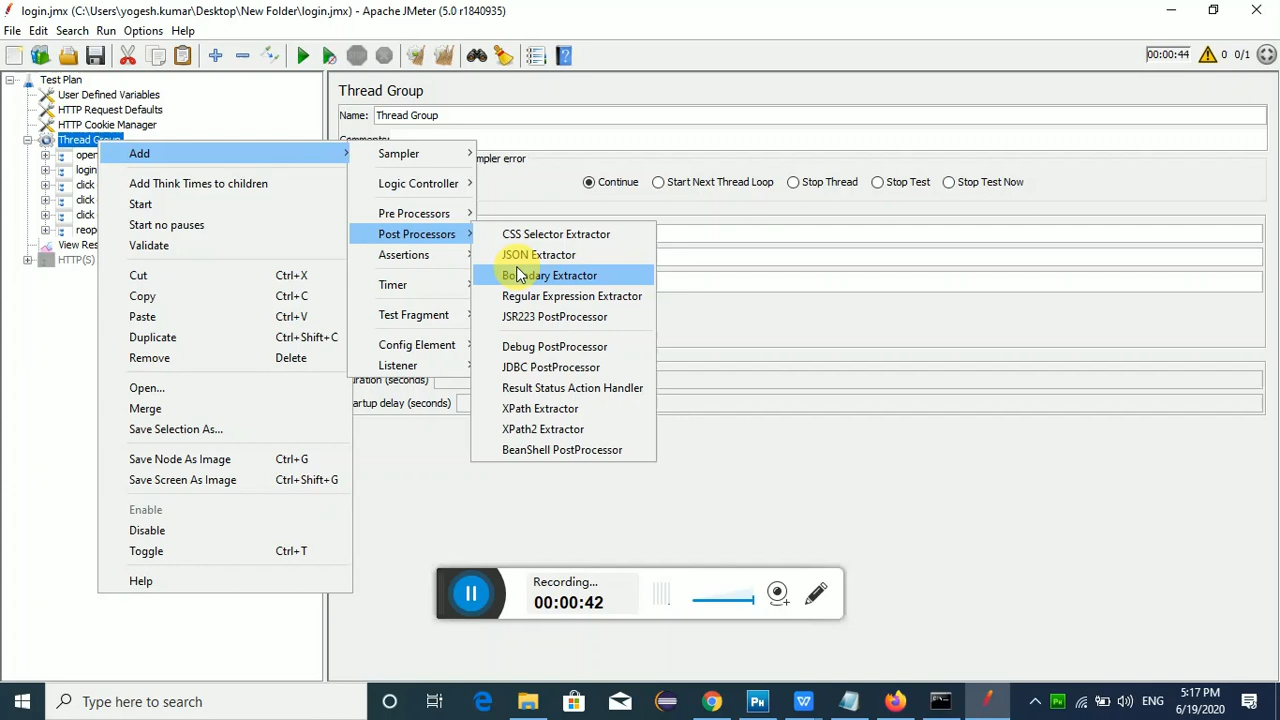 login.jmx (C:\Users\yogesh.kumar\Desktop\New Folder\login.jmx) - Apache JMeter (5.0 r1840935)
File Edit Search Run Options Help
00:00:44 0 0/1
Test Plan
User Defined Variables
HTTP Request Defaults
HTTP Cookie Manager
Thread Group
open
login
click
click
click
reop
View Res
HTTP(S)
Thread Group
Name: Thread Group
Comments:
mpler error
Continue Start Next Thread Loop Stop Thread Stop Test Stop Test Now
uration (seconds)
artup delay (seconds)
Add
Add Think Times to children
Start
Start no pauses
Validate
Cut Ctrl+X
Copy Ctrl+C
Paste Ctrl+V
Duplicate Ctrl+Shift+C
Remove Delete
Open...
Merge
Save Selection As...
Save Node As Image Ctrl+G
Save Screen As Image Ctrl+Shift+G
Enable
Disable
Toggle Ctrl+T
Help
Sampler
Logic Controller
Pre Processors
Post Processors
Assertions
Timer
Test Fragment
Config Element
Listener
CSS Selector Extractor
JSON Extractor
Boundary Extractor
Regular Expression Extractor
JSR223 PostProcessor
Debug PostProcessor
JDBC PostProcessor
Result Status Action Handler
XPath Extractor
XPath2 Extractor
BeanShell PostProcessor
Recording...
00:00:42
Type here to search
ENG
5:17 PM
6/19/2020